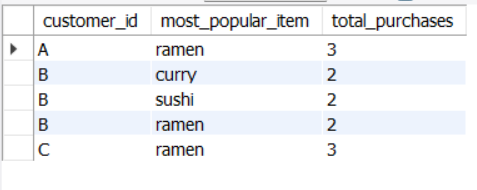 customer_id most_popular_item total_purchases
A ramen 3
B curry 2
B sushi 2
B ramen 2
C ramen 3